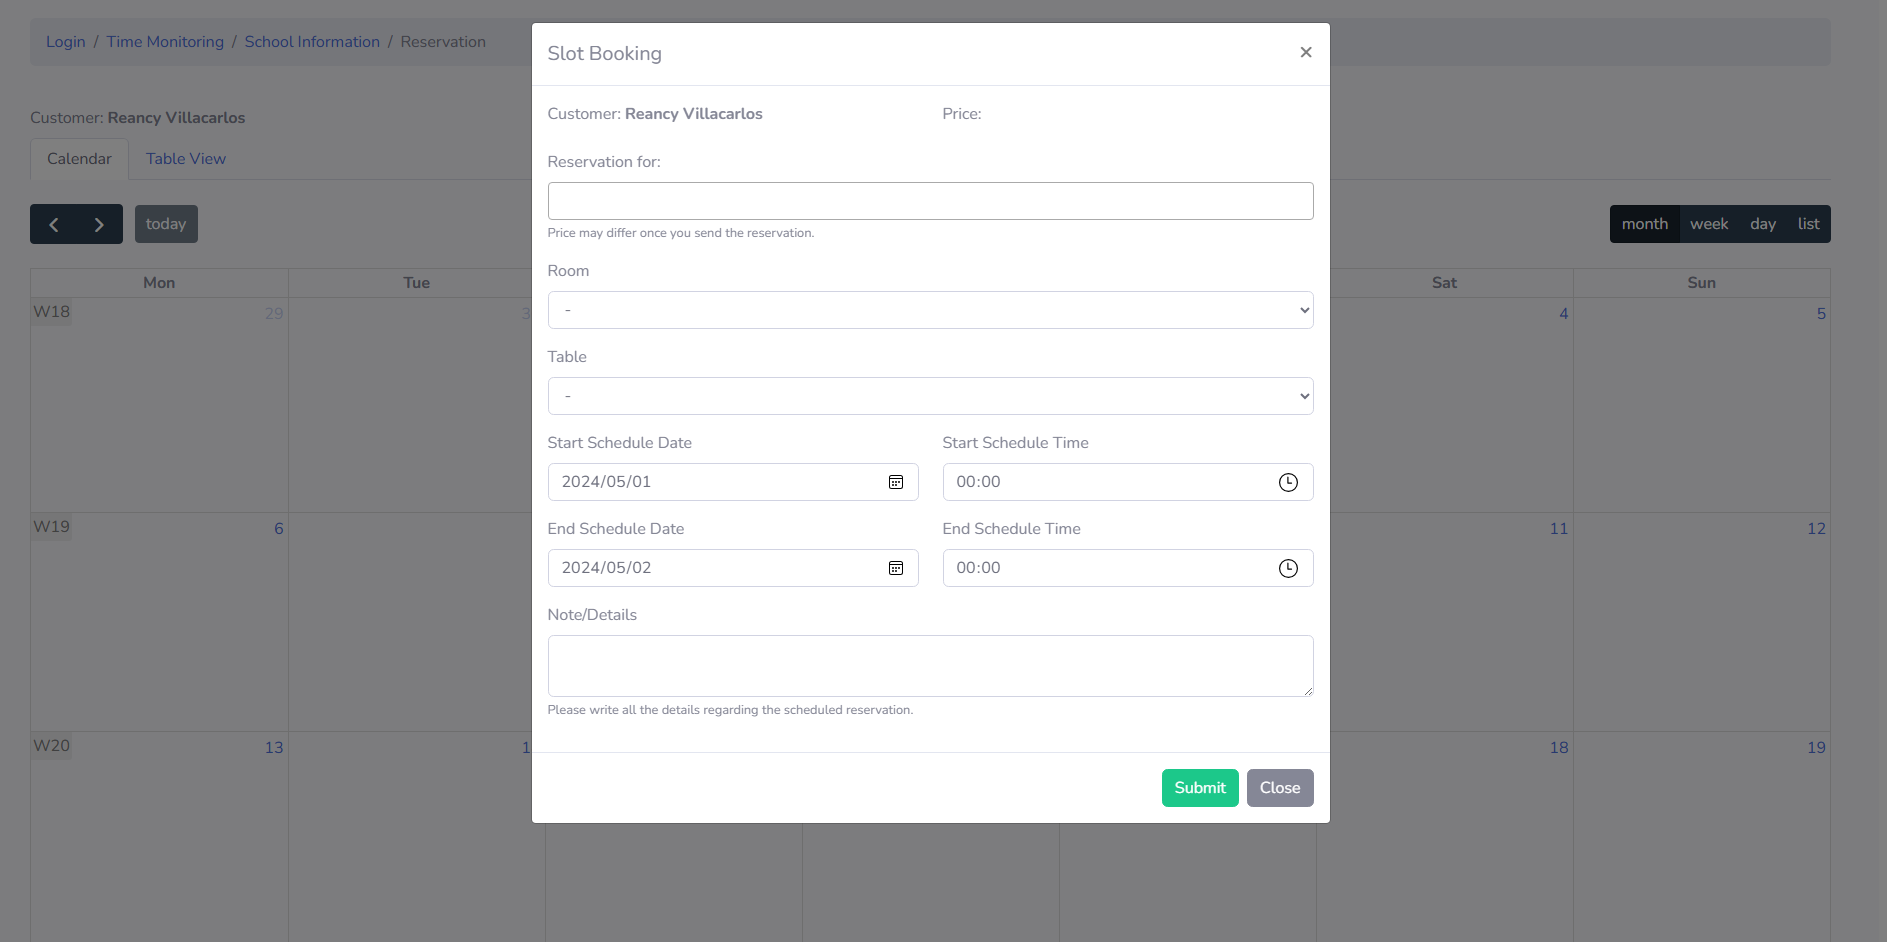 Login / Time Monitoring / School Information / Reservation
Customer: Reancy Villacarlos
Calendar Table View
today
month week day list
Mon Tue Sat Sun
W18 29 3 4 5
W19 6 11 12
W20 13 1 18 19
Slot Booking ×
Customer: Reancy Villacarlos Price:
Reservation for:
Price may differ once you send the reservation.
Room
-
Table
-
Start Schedule Date Start Schedule Time
2024/05/01 00:00
End Schedule Date End Schedule Time
2024/05/02 00:00
Note/Details
Please write all the details regarding the scheduled reservation.
Submit Close